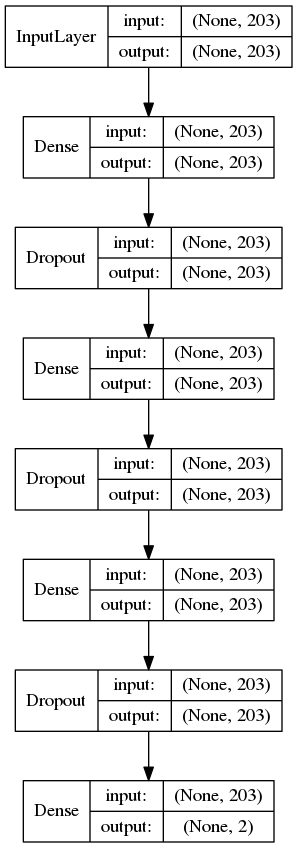 InputLayer
input: (None, 203)
output: (None, 203)
Dense
input: (None, 203)
output: (None, 203)
Dropout
input: (None, 203)
output: (None, 203)
Dense
input: (None, 203)
output: (None, 203)
Dropout
input: (None, 203)
output: (None, 203)
Dense
input: (None, 203)
output: (None, 203)
Dropout
input: (None, 203)
output: (None, 203)
Dense
input: (None, 203)
output: (None, 2)